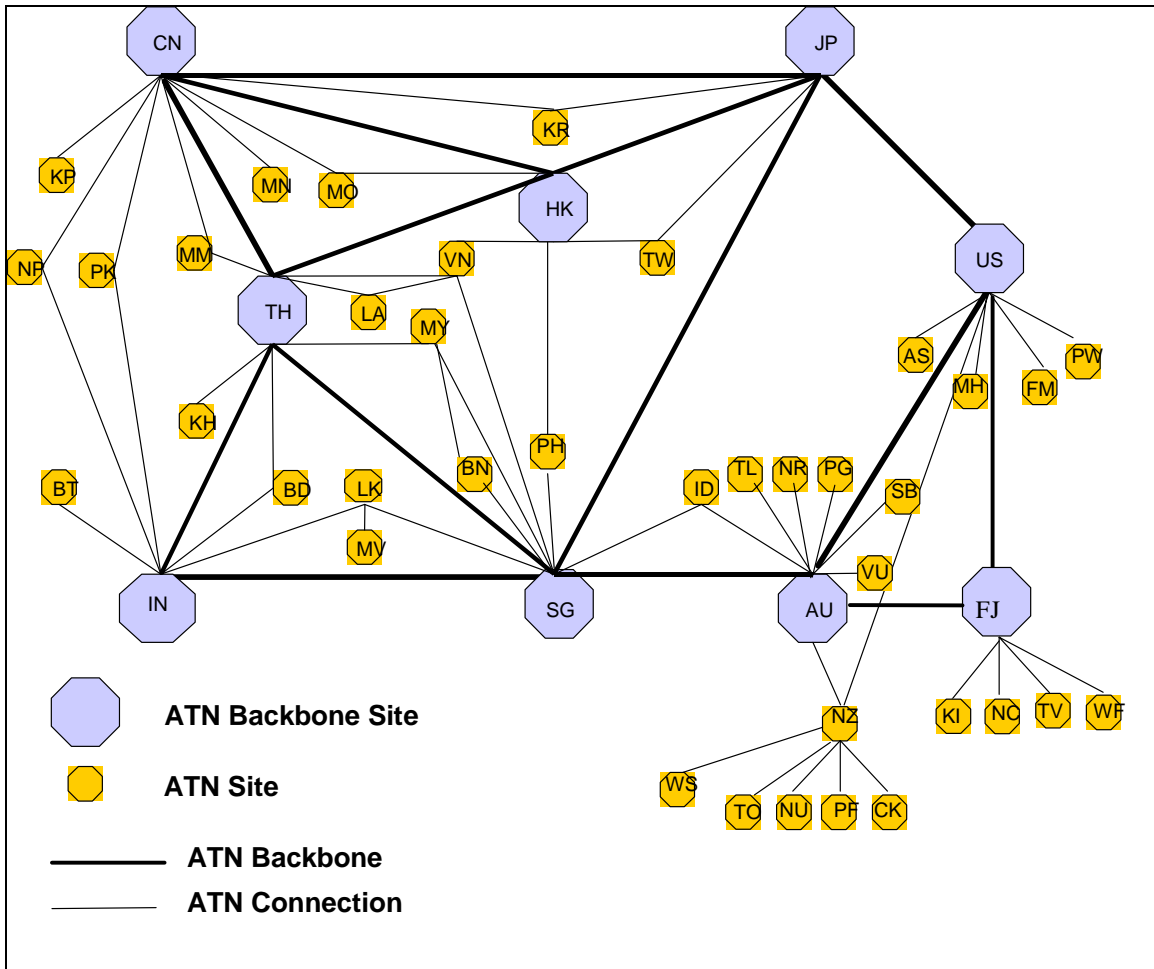 CN
JP
KR
KP
MN
MO
HK
NP
PK
MM
VN
TW
US
TH
LA
MY
AS
MH
FM
PW
KH
PH
BT
BD
LK
BN
ID
TL
NR
PG
SB
MV
VU
IN
SG
AU
FJ
ATN Backbone Site
NZ
KI
NC
TV
WF
ATN Site
WS
TO
NU
PF
CK
ATN Backbone
ATN Connection